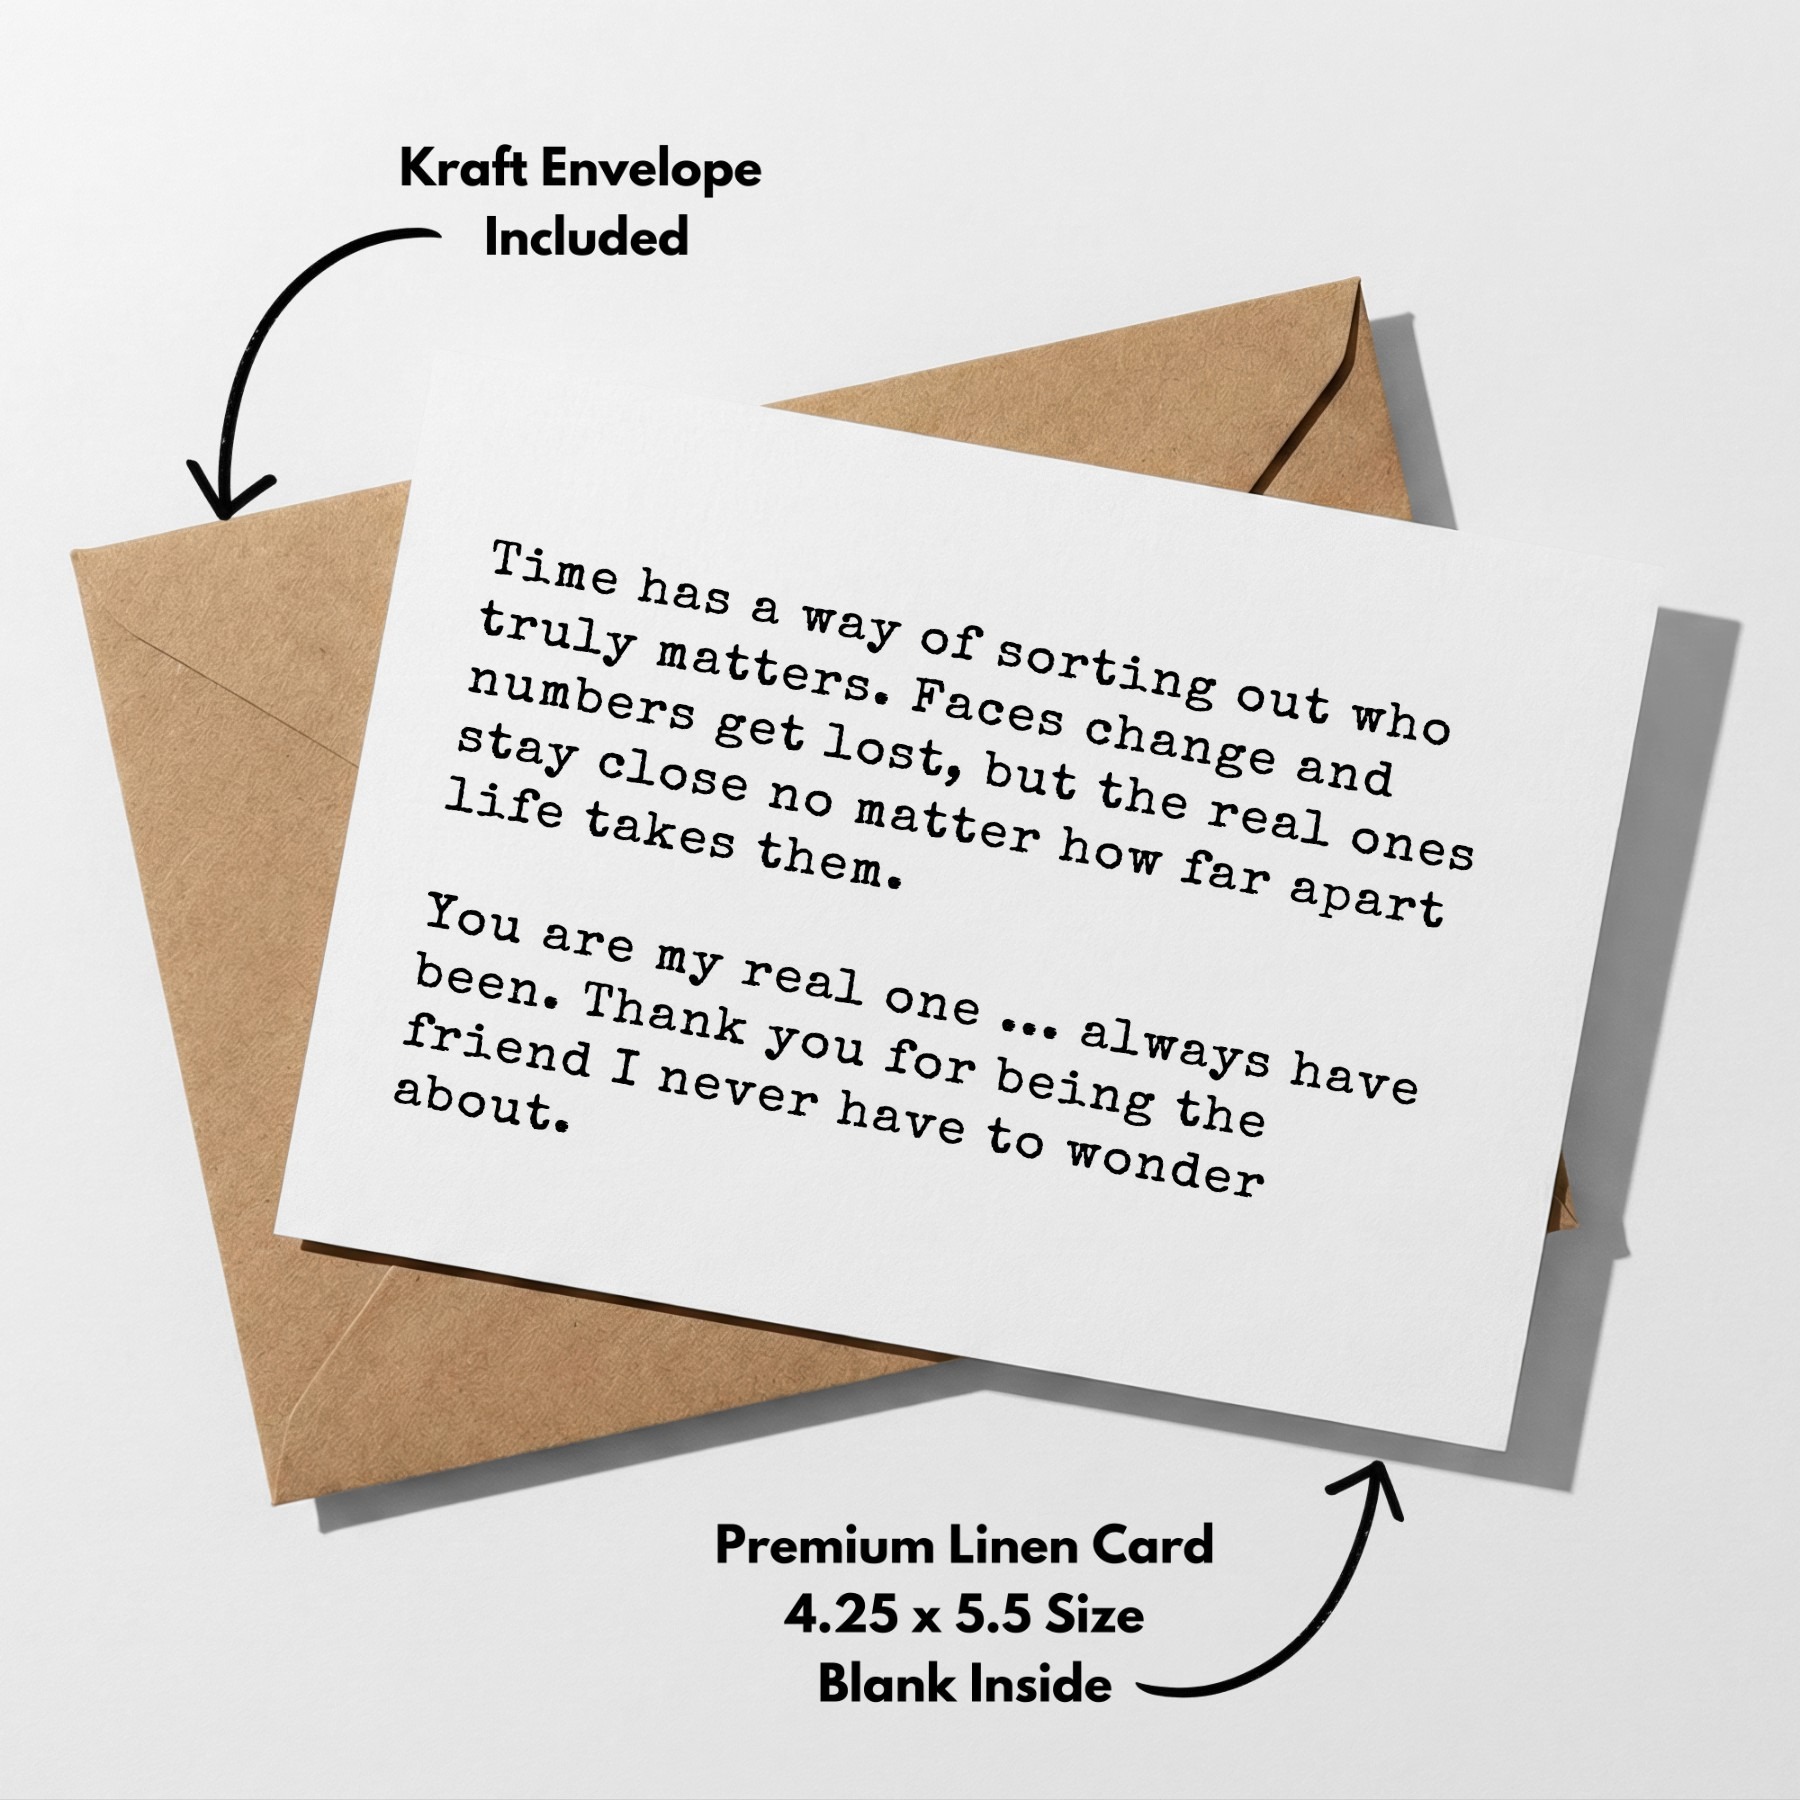 Kraft Envelope
Included
Time has a way of sorting out who
truly matters. Faces change and
numbers get lost, but the real ones
stay close no matter how far apart
life takes them.
You are my real one ... always have
been. Thank you for being the
friend I never have to wonder
about.
Premium Linen Card
4.25 x 5.5 Size
Blank Inside